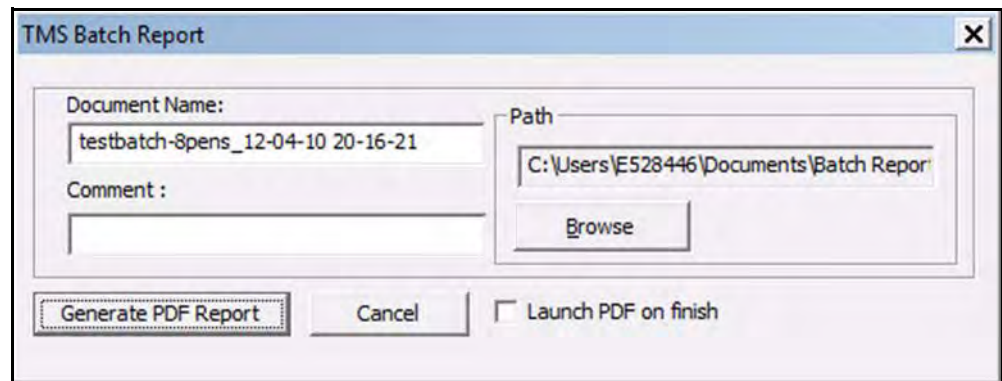 TMS Batch Report
Document Name:
testbatch-8pens_12-04-10 20-16-21
Comment :
Path
C:\Users\E528446\Documents\Batch Repor
Browse
Generate PDF Report
Cancel
Launch PDF on finish